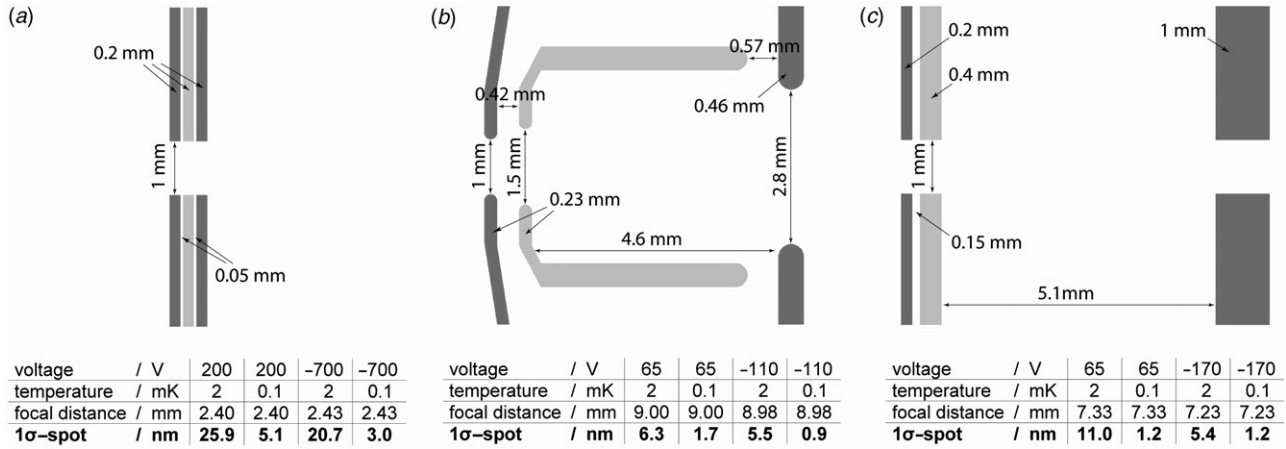 (a)
0.2 mm
1 mm
0.05 mm
voltage / V 200 200 –700 –700
temperature / mK 2 0.1 2 0.1
focal distance / mm 2.40 2.40 2.43 2.43
1σ–spot / nm 25.9 5.1 20.7 3.0
(b)
0.57 mm
0.42 mm
0.46 mm
1 mm
1.5 mm
2.8 mm
0.23 mm
4.6 mm
voltage / V 65 65 –110 –110
temperature / mK 2 0.1 2 0.1
focal distance / mm 9.00 9.00 8.98 8.98
1σ–spot / nm 6.3 1.7 5.5 0.9
(c)
0.2 mm
1 mm
0.4 mm
1 mm
0.15 mm
5.1mm
voltage / V 65 65 –170 –170
temperature / mK 2 0.1 2 0.1
focal distance / mm 7.33 7.33 7.23 7.23
1σ–spot / nm 11.0 1.2 5.4 1.2